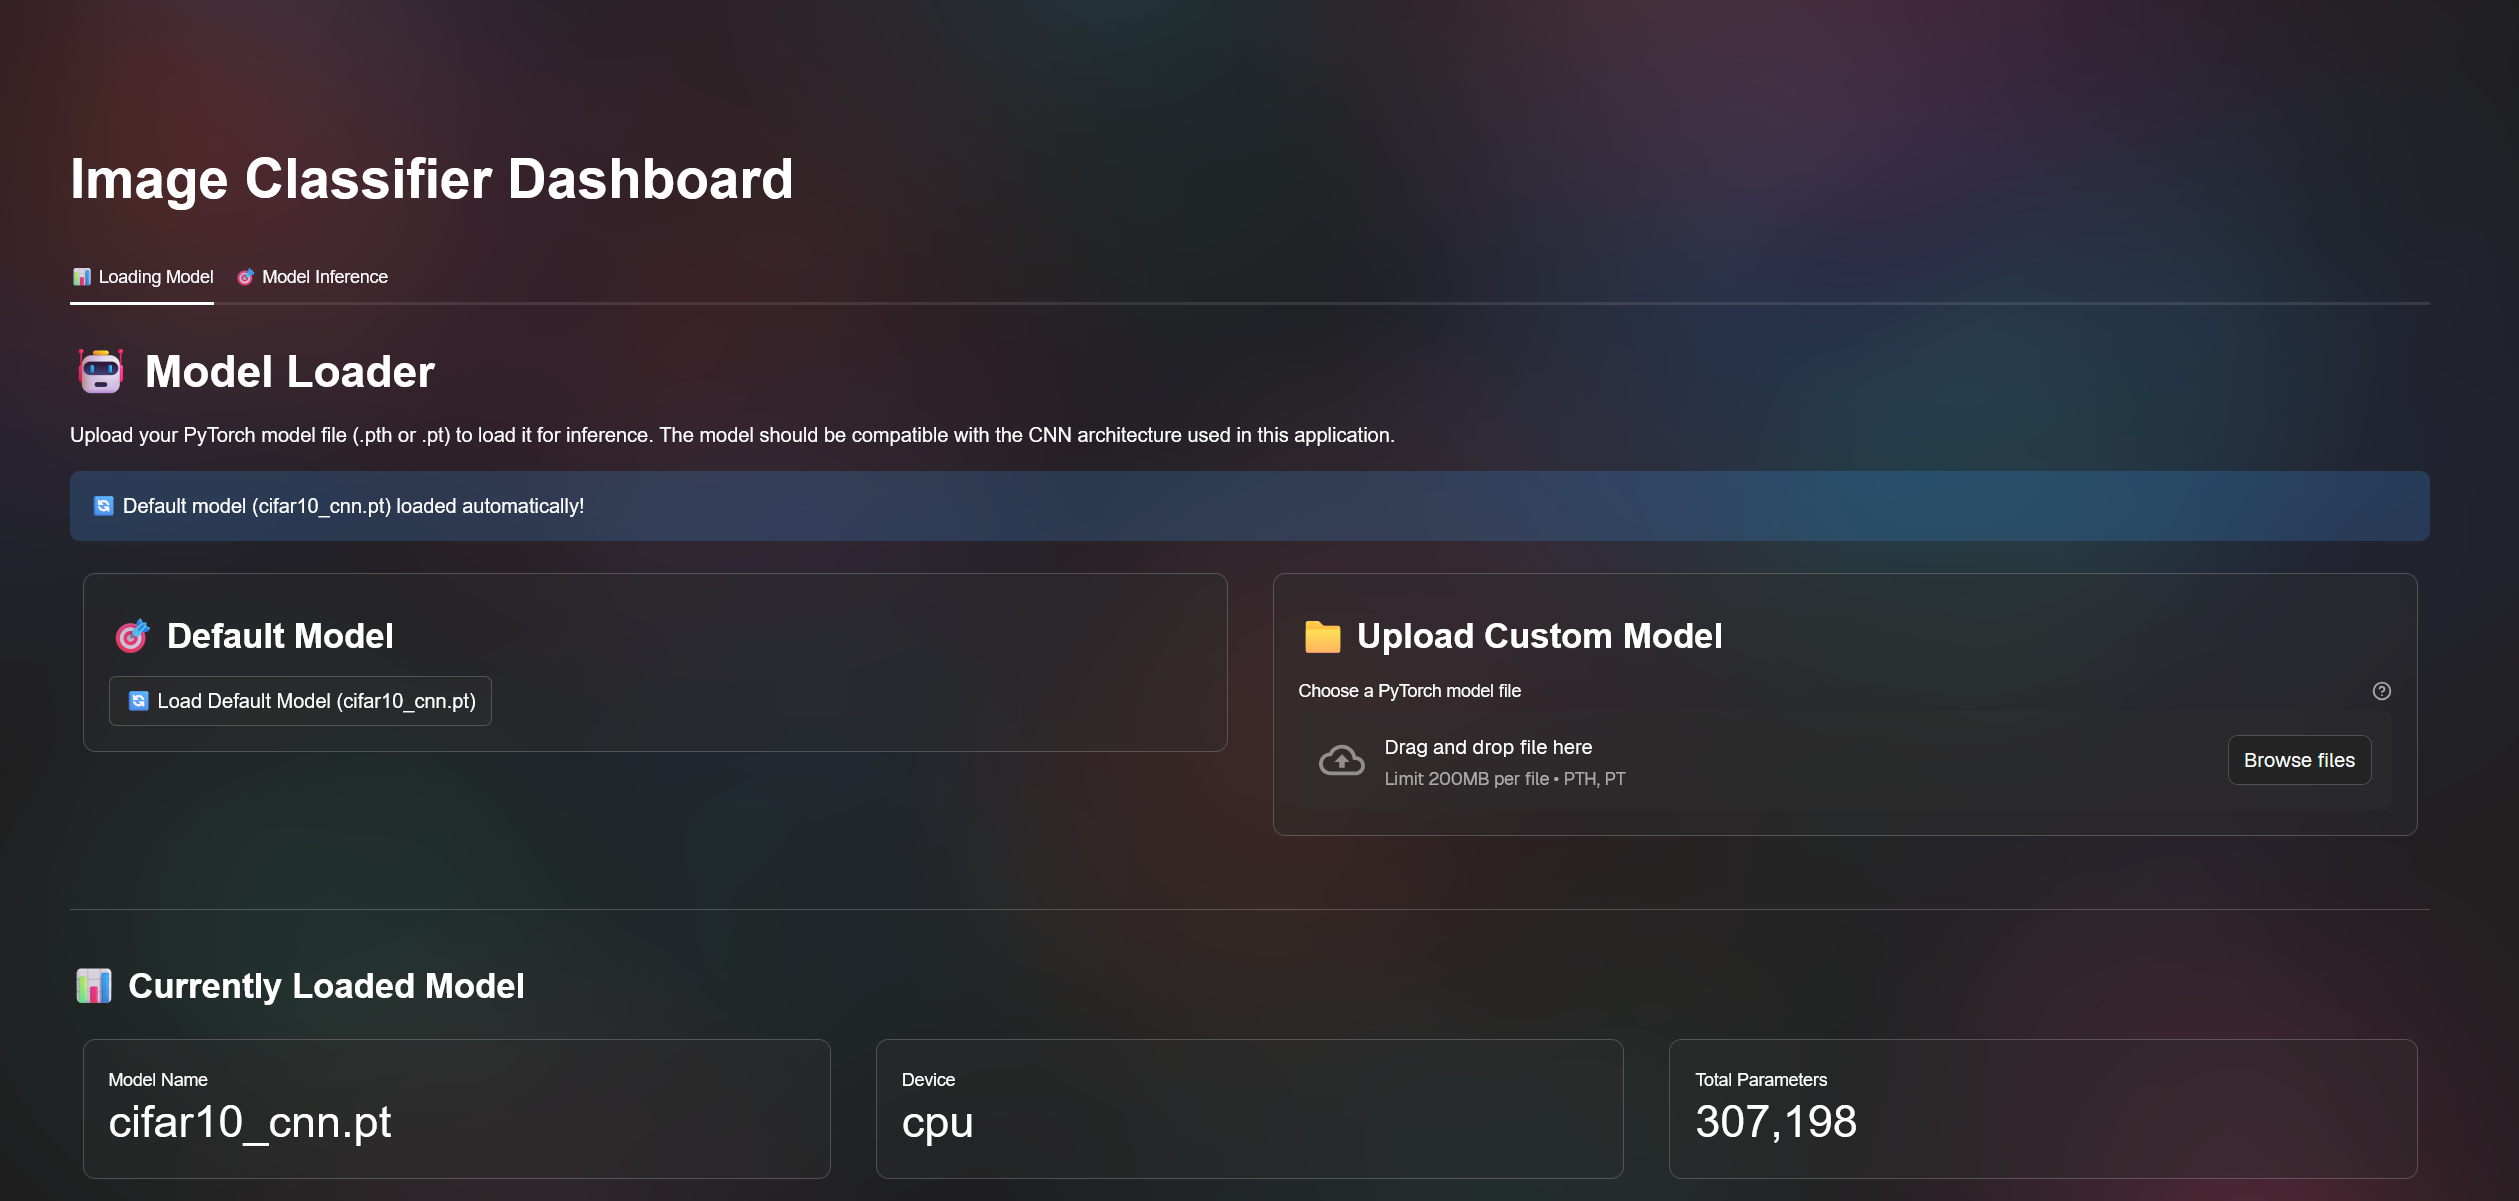 Image Classifier Dashboard
Loading Model
Model Inference
Model Loader
Upload your PyTorch model file (.pth or .pt) to load it for inference. The model should be compatible with the CNN architecture used in this application.
Default model (cifar10_cnn.pt) loaded automatically!
Default Model
Load Default Model (cifar10_cnn.pt)
Upload Custom Model
Choose a PyTorch model file
Drag and drop file here
Limit 200MB per file • PTH, PT
Browse files
Currently Loaded Model
Model Name
cifar10_cnn.pt
Device
cpu
Total Parameters
307,198